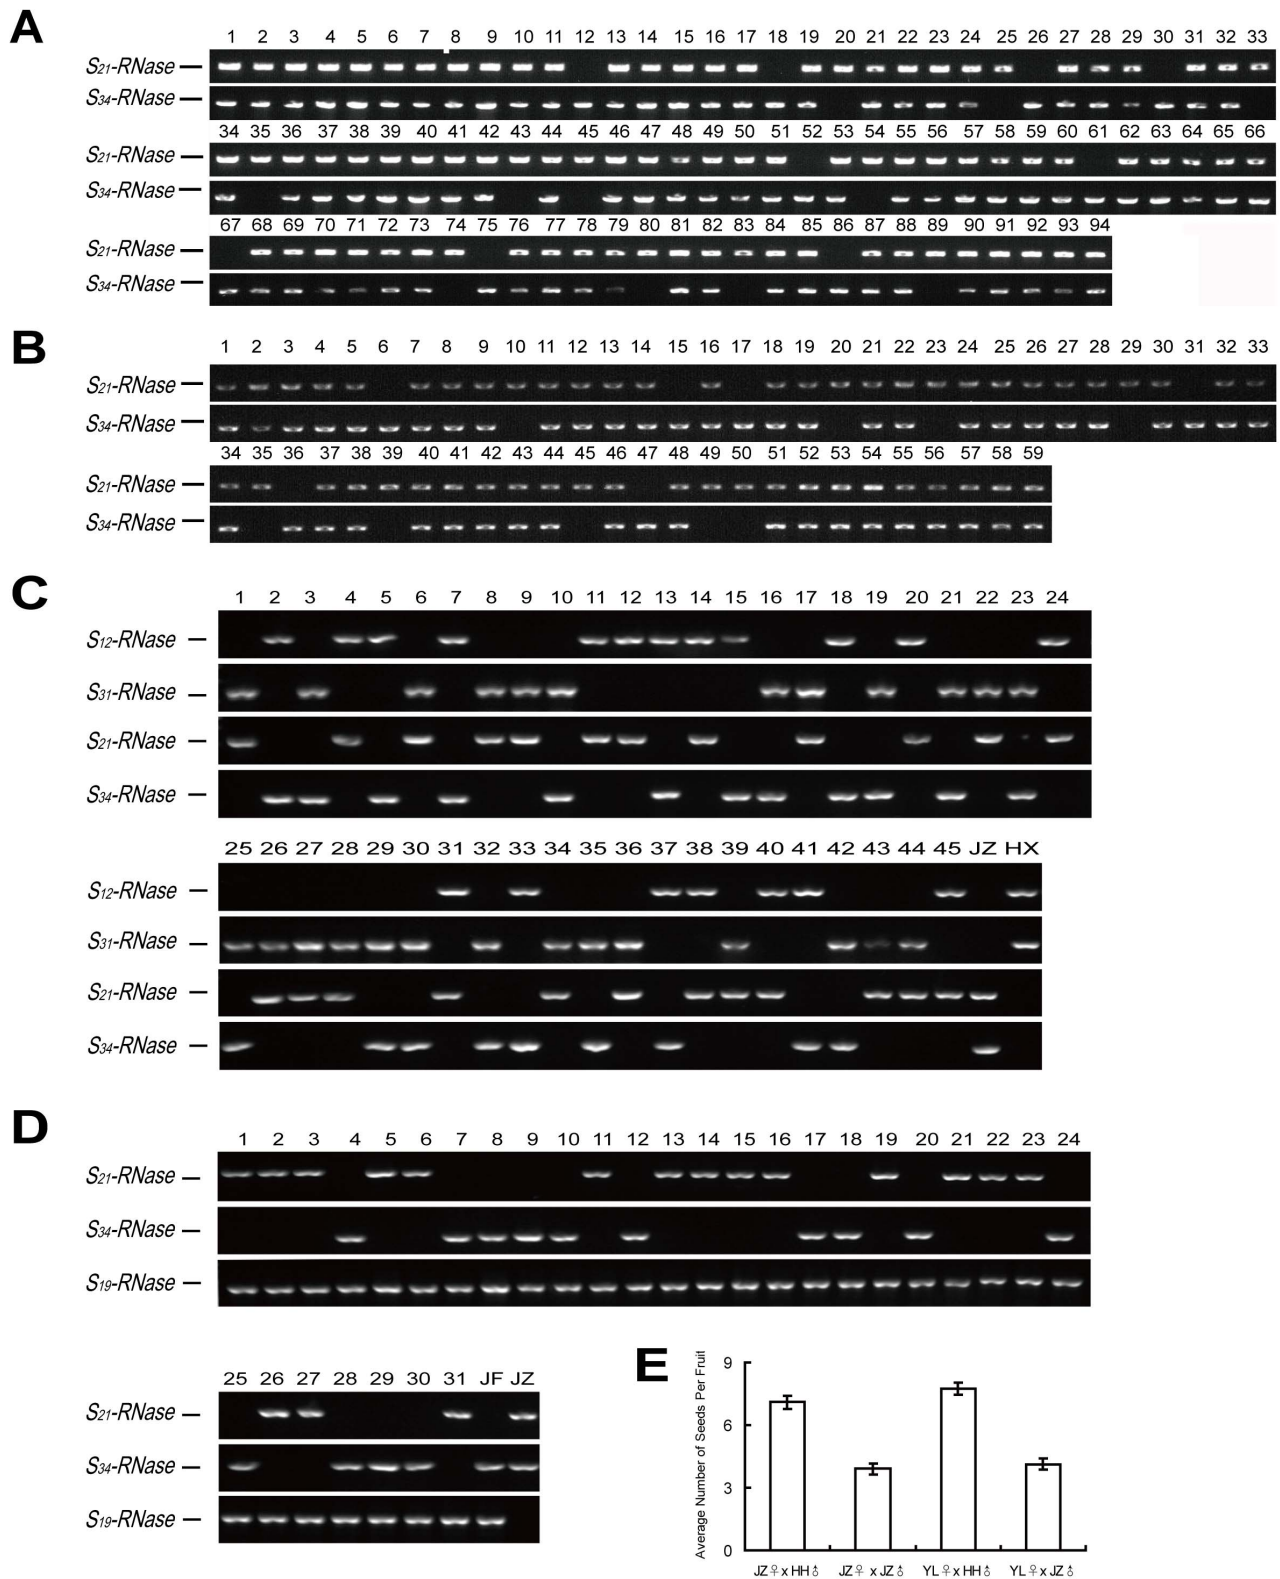 A
1 2 3 4 5 6 7 8 9 10 11 12 13 14 15 16 17 18 19 20 21 22 23 24 25 26 27 28 29 30 31 32 33
S21-RNase
S34-RNase
34 35 36 37 38 39 40 41 42 43 44 45 46 47 48 49 50 51 52 53 54 55 56 57 58 59 60 61 62 63 64 65 66
S21-RNase
S34-RNase
67 68 69 70 71 72 73 74 75 76 77 78 79 80 81 82 83 84 85 86 87 88 89 90 91 92 93 94
S21-RNase
S34-RNase
B
1 2 3 4 5 6 7 8 9 10 11 12 13 14 15 16 17 18 19 20 21 22 23 24 25 26 27 28 29 30 31 32 33
S21-RNase
S34-RNase
34 35 36 37 38 39 40 41 42 43 44 45 46 47 48 49 50 51 52 53 54 55 56 57 58 59
S21-RNase
S34-RNase
C
1 2 3 4 5 6 7 8 9 10 11 12 13 14 15 16 17 18 19 20 21 22 23 24
S12-RNase
S31-RNase
S21-RNase
S34-RNase
25 26 27 28 29 30 31 32 33 34 35 36 37 38 39 40 41 42 43 44 45 JZ HX
S12-RNase
S31-RNase
S21-RNase
S34-RNase
D
1 2 3 4 5 6 7 8 9 10 11 12 13 14 15 16 17 18 19 20 21 22 23 24
S21-RNase
S34-RNase
S19-RNase
25 26 27 28 29 30 31 JF JZ
S21-RNase
S34-RNase
S19-RNase
E
Average Number of Seeds Per Fruit
9
6
3
0
JZ♀xHH♂ JZ♀xJZ♂ YL♀xHH♂ YL♀xJZ♂